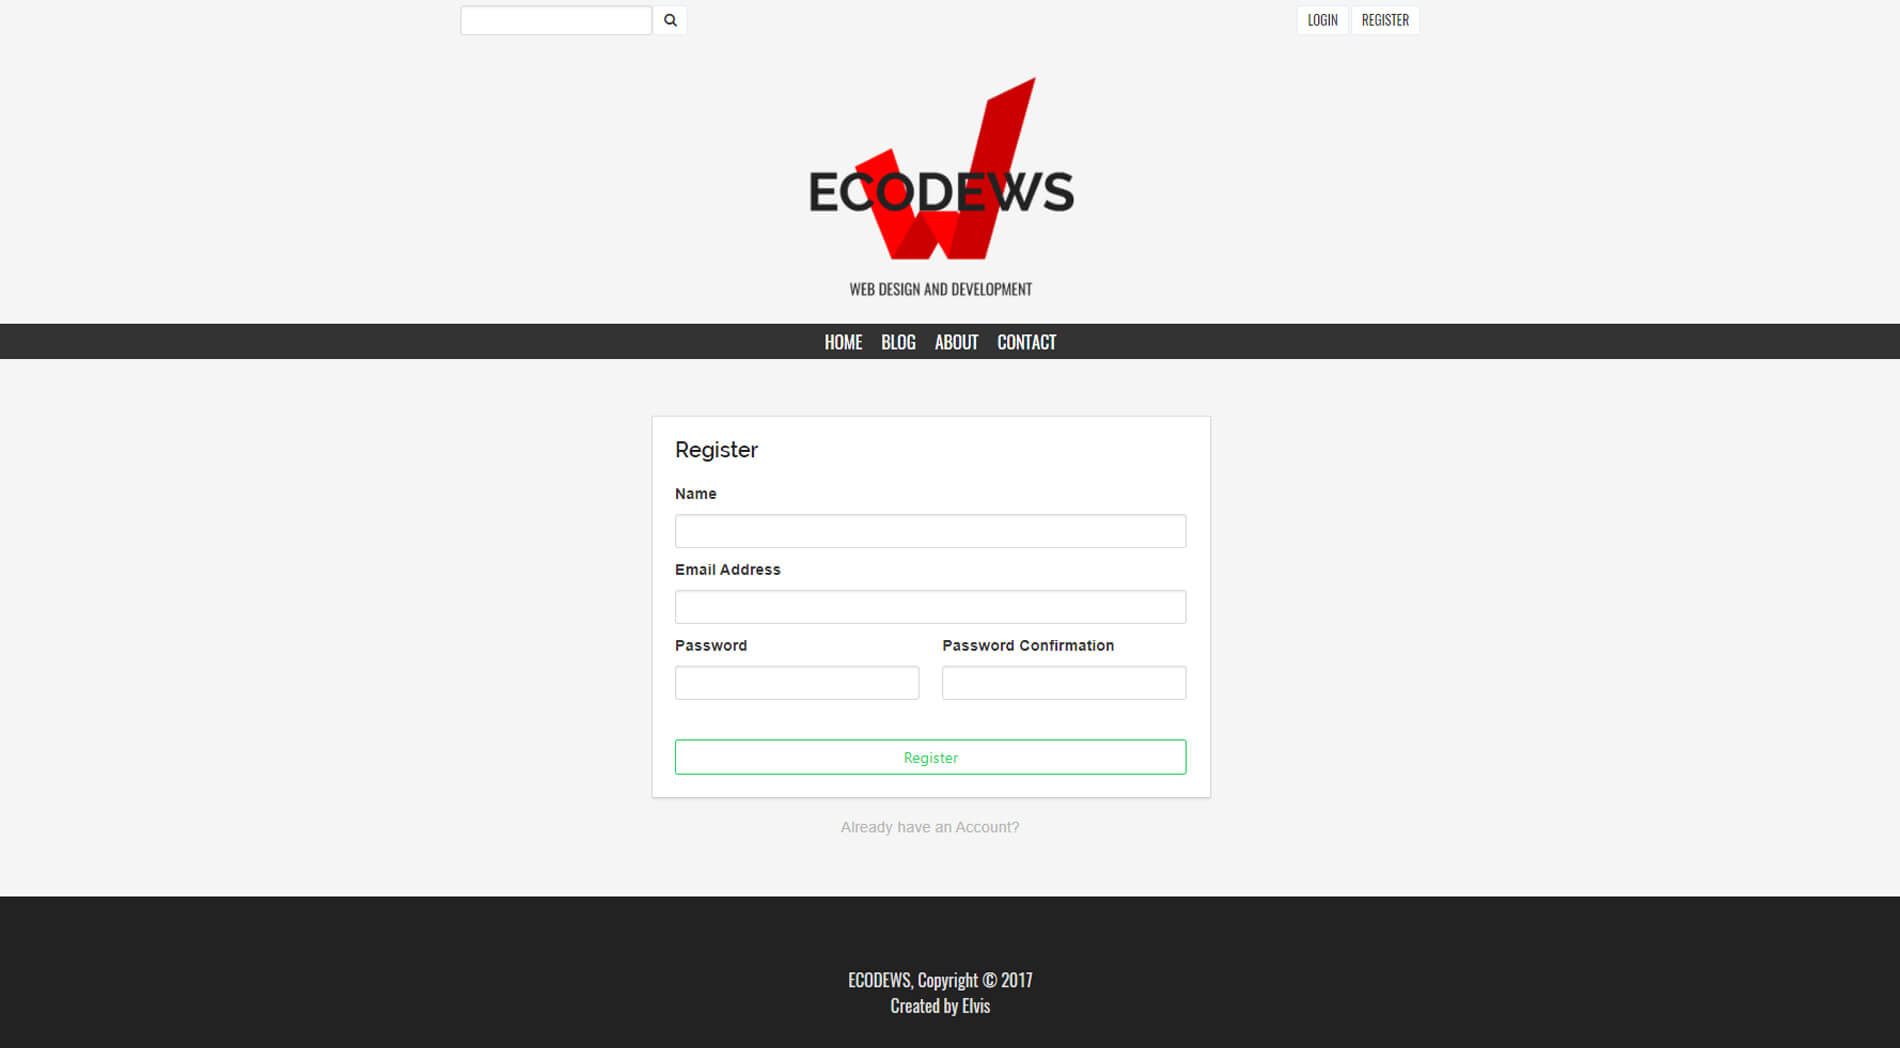 LOGIN REGISTER
ECODEWS
WEB DESIGN AND DEVELOPMENT
HOME BLOG ABOUT CONTACT
Register
Name
Email Address
Password Password Confirmation
Register
Already have an Account?
ECODEWS, Copyright © 2017
Created by Elvis